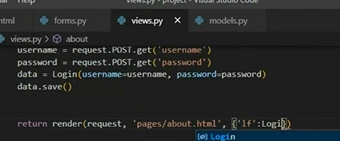 views.py - project - Visual Studio Code
html
forms.py
views.py
models.py
views.py > about
username = request.POST.get('username')
password = request.POST.get('password')
data = Login(username=username, password=password)
data.save()
return render(request, 'pages/about.html', {'lf':Logi})
Login